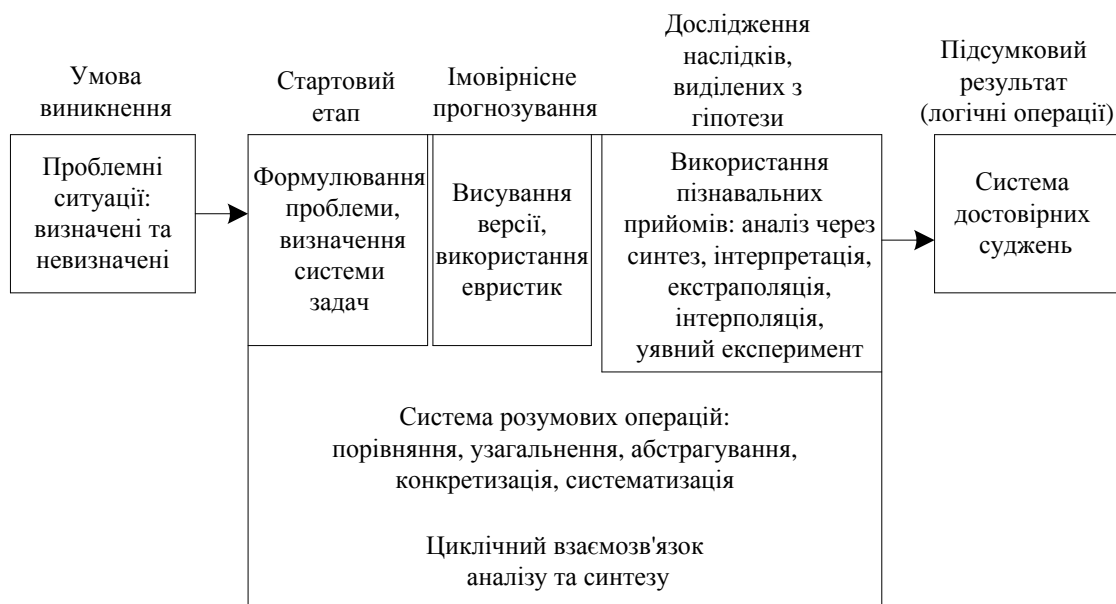 Умова
виникнення
Проблемні
ситуації:
визначені та
невизначені
Стартовий
етап
Формулювання
проблеми,
визначення
системи
задач
Імовірнісне
прогнозування
Висування
версії,
використання
евристик
Дослідження
наслідків,
виділених з
гіпотези
Використання
пізнавальних
прийомів: аналіз через
синтез, інтерпретація,
екстраполяція,
інтерполяція,
уявний експеримент
Підсумковий
результат
(логічні операції)
Система
достовірних
суджень
Система розумових операцій:
порівняння, узагальнення, абстрагування,
конкретизація, систематизація
Циклічний взаємозв'язок
аналізу та синтезу